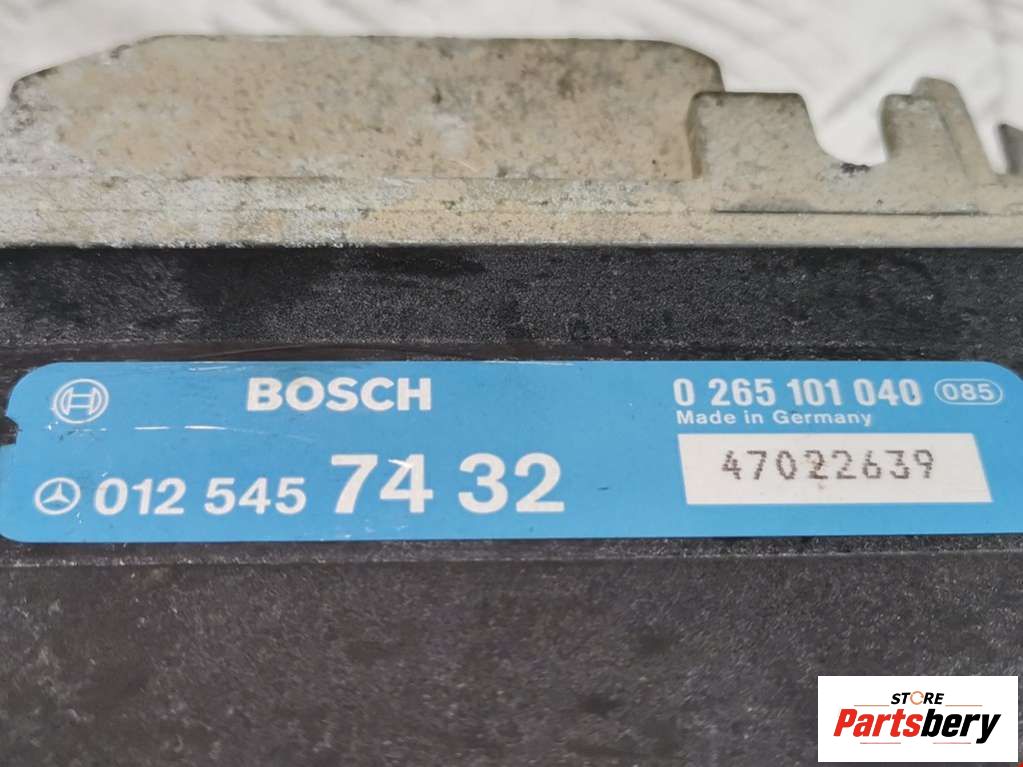 BOSCH
0 265 101 040 085
Made in Germany
012 545 74 32
47022639
STORE
Partsbery